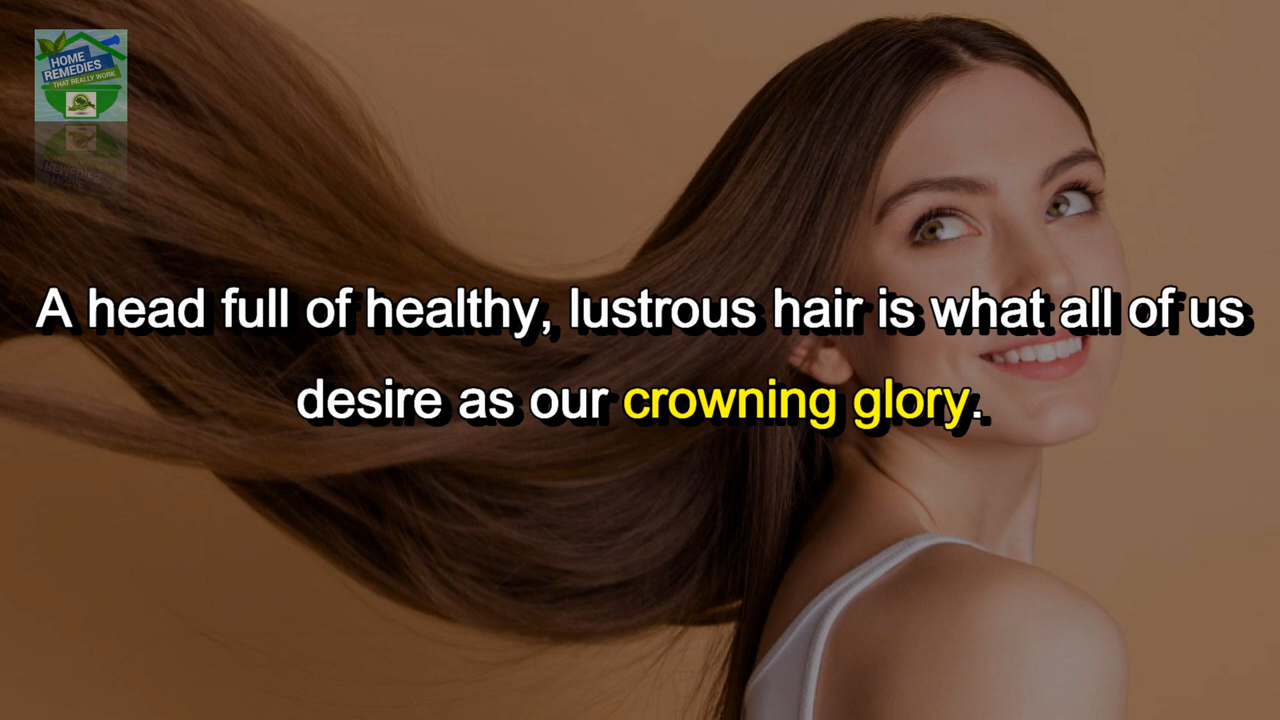 HOME
REMEDIES
THAT REALLY WORK
A head full of healthy, lustrous hair is what all of us
desire as our crowning glory.